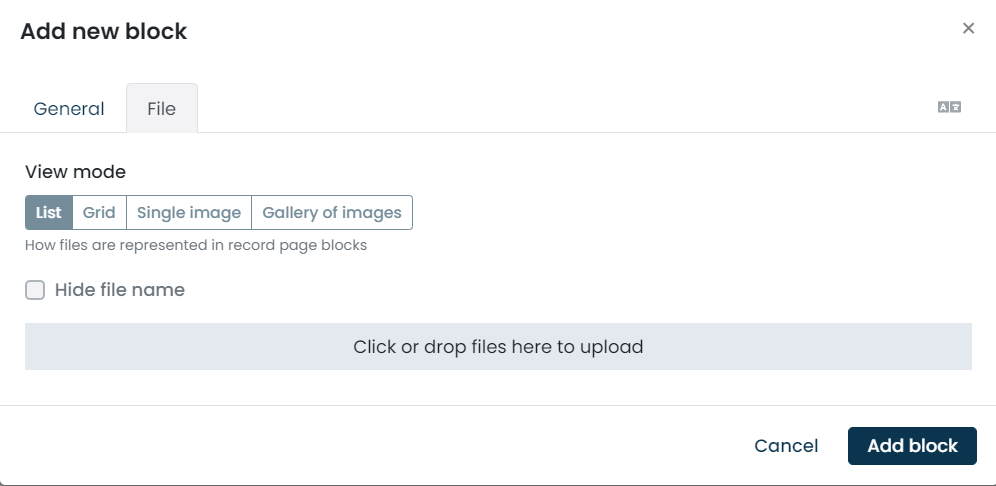 Add new block
×
General
File
View mode
List
Grid
Single image
Gallery of images
How files are represented in record page blocks
Hide file name
Click or drop files here to upload
Cancel
Add block